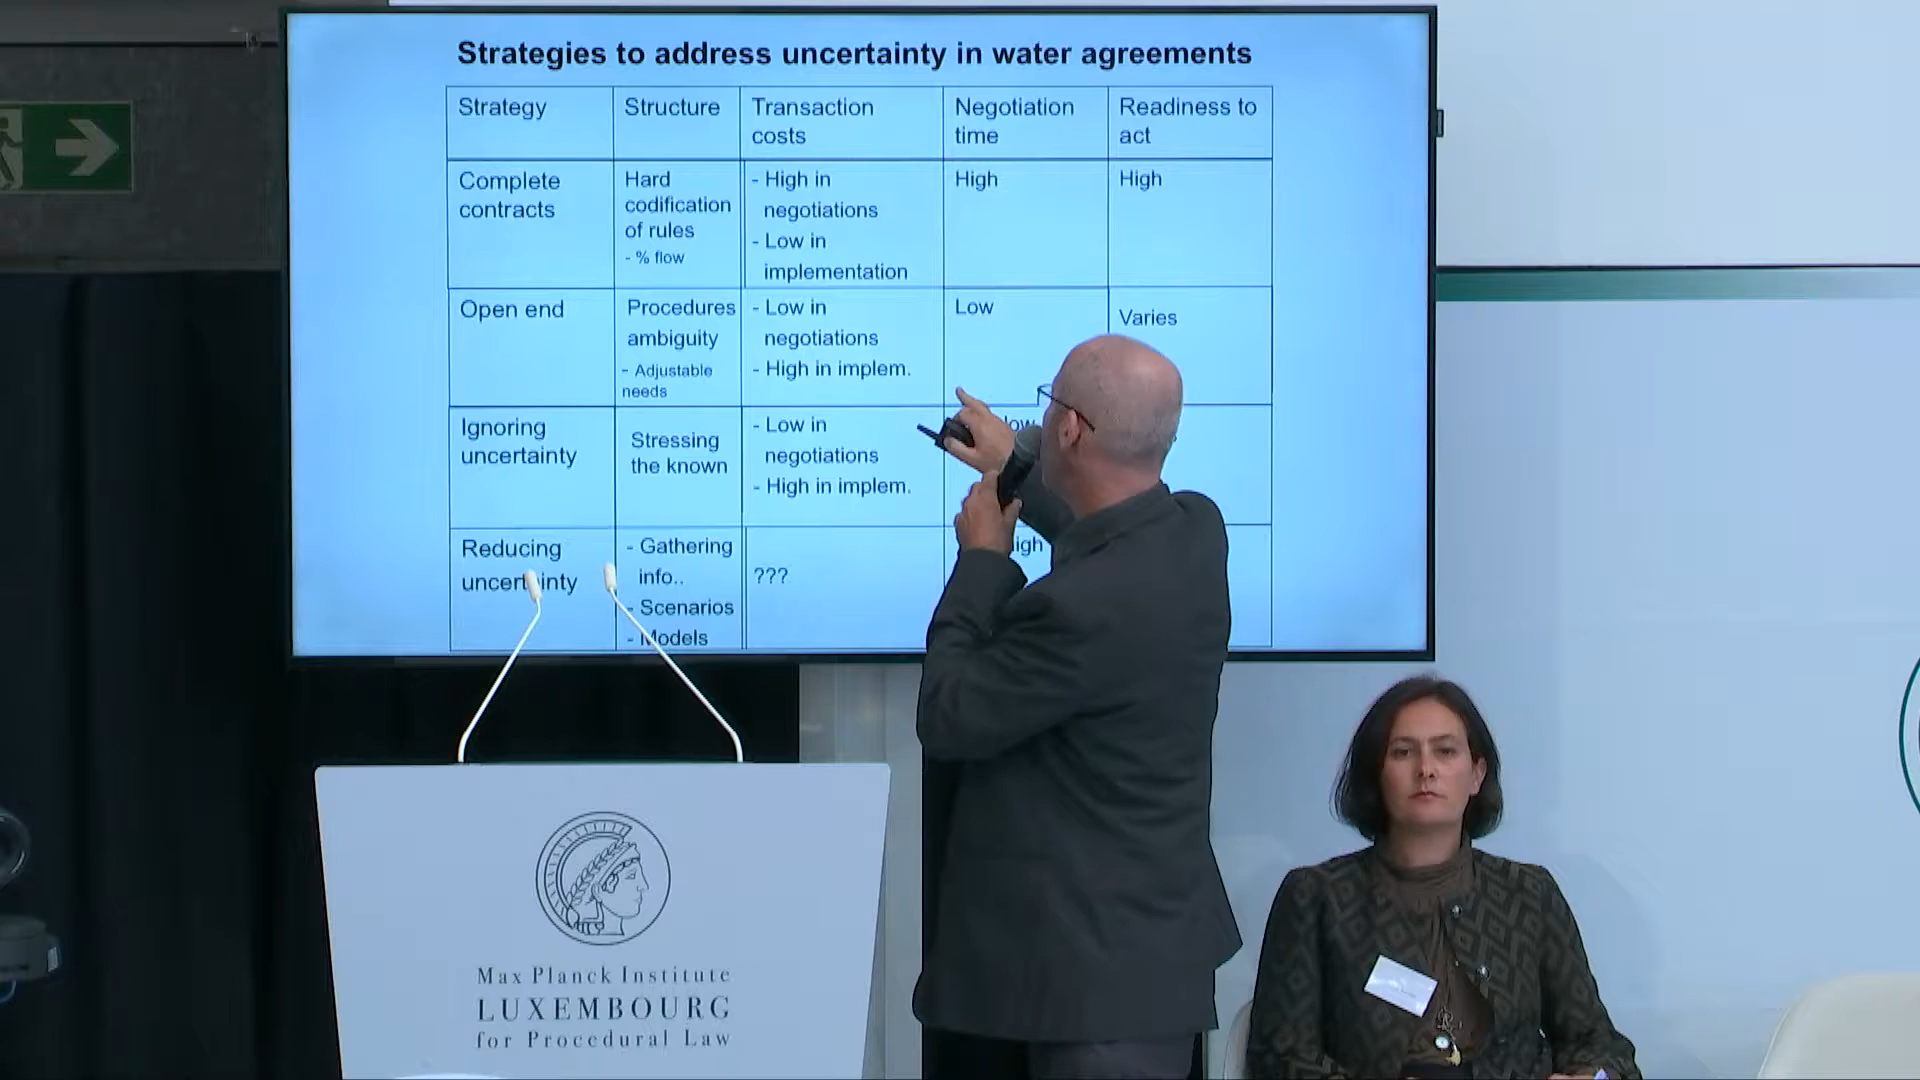 Strategies to address uncertainty in water agreements
Strategy
Structure
Transaction
costs
Negotiation
time
Readiness to
act
Complete
contracts
Hard
codification
of rules
- % flow
- High in
negotiations
- Low in
implementation
High
High
Open end
Procedures
ambiguity
- Adjustable
needs
- Low in
negotiations
- High in implem.
Low
Varies
Ignoring
uncertainty
Stressing
the known
- Low in
negotiations
- High in implem.
Reducing
uncertainty
- Gathering
info..
- Scenarios
- Models
???
Max Planck Institute
LUXEMBOURG
for Procedural Law